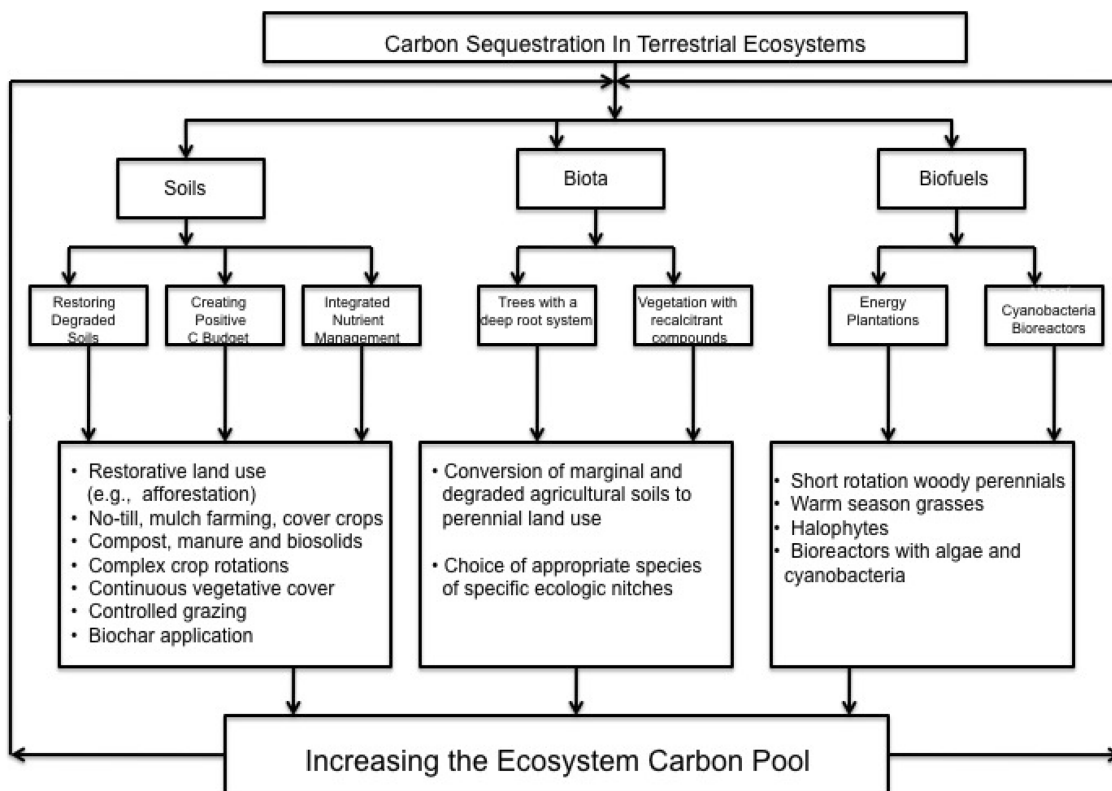 Carbon Sequestration In Terrestrial Ecosystems
Soils
Biota
Biofuels
Restoring
Degraded
Soils
Creating
Positive
C Budget
Integrated
Nutrient
Management
Trees with a
deep root system
Vegetation with
recalcitrant
compounds
Energy
Plantations
Cyanobacteria
Bioreactors
• Restorative land use
(e.g., afforestation)
• No-till, mulch farming, cover crops
• Compost, manure and biosolids
• Complex crop rotations
• Continuous vegetative cover
• Controlled grazing
• Biochar application
• Conversion of marginal and
degraded agricultural soils to
perennial land use
• Choice of appropriate species
of specific ecologic nitches
• Short rotation woody perennials
• Warm season grasses
• Halophytes
• Bioreactors with algae and
cyanobacteria
Increasing the Ecosystem Carbon Pool